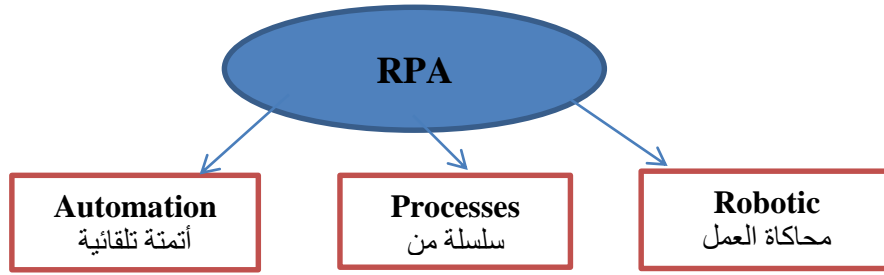 RPA
Automation
أتمتة تلقائية
Processes
سلسلة من
Robotic
محاكاة العمل